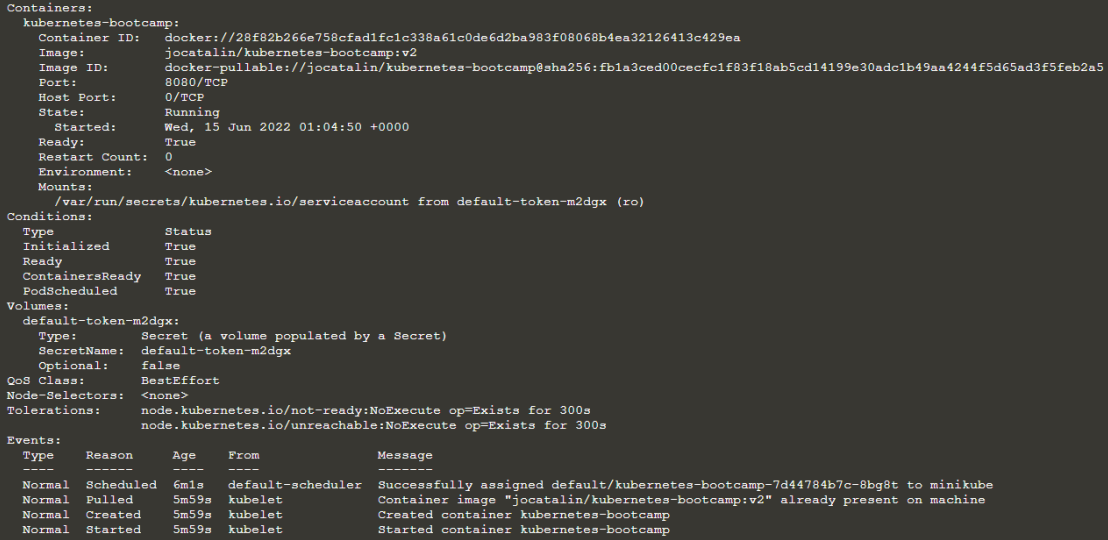 Containers:
  kubernetes-bootcamp:
    Container ID:   docker://28f82b266e758cfad1fc1c338a61c0de6d2ba983f08068b4ea32126413c429ea
    Image:          jocatalin/kubernetes-bootcamp:v2
    Image ID:       docker-pullable://jocatalin/kubernetes-bootcamp@sha256:fb1a3ced00cecfc1f83f18ab5cd14199e30adc1b49aa4244f5d65ad3f5feb2a5
    Port:           8080/TCP
    Host Port:      0/TCP
    State:          Running
      Started:      Wed, 15 Jun 2022 01:04:50 +0000
    Ready:          True
    Restart Count:  0
    Environment:    <none>
    Mounts:
      /var/run/secrets/kubernetes.io/serviceaccount from default-token-m2dgx (ro)
Conditions:
  Type              Status
  Initialized       True
  Ready             True
  ContainersReady   True
  PodScheduled      True
Volumes:
  default-token-m2dgx:
    Type:        Secret (a volume populated by a Secret)
    SecretName:  default-token-m2dgx
    Optional:    false
QoS Class:       BestEffort
Node-Selectors:  <none>
Tolerations:     node.kubernetes.io/not-ready:NoExecute op=Exists for 300s
                 node.kubernetes.io/unreachable:NoExecute op=Exists for 300s
Events:
  Type    Reason     Age    From               Message
  ----    ------     ----   ----               -------
  Normal  Scheduled  6m1s   default-scheduler  Successfully assigned default/kubernetes-bootcamp-7d44784b7c-8bg8t to minikube
  Normal  Pulled     5m59s  kubelet            Container image "jocatalin/kubernetes-bootcamp:v2" already present on machine
  Normal  Created    5m59s  kubelet            Created container kubernetes-bootcamp
  Normal  Started    5m59s  kubelet            Started container kubernetes-bootcamp